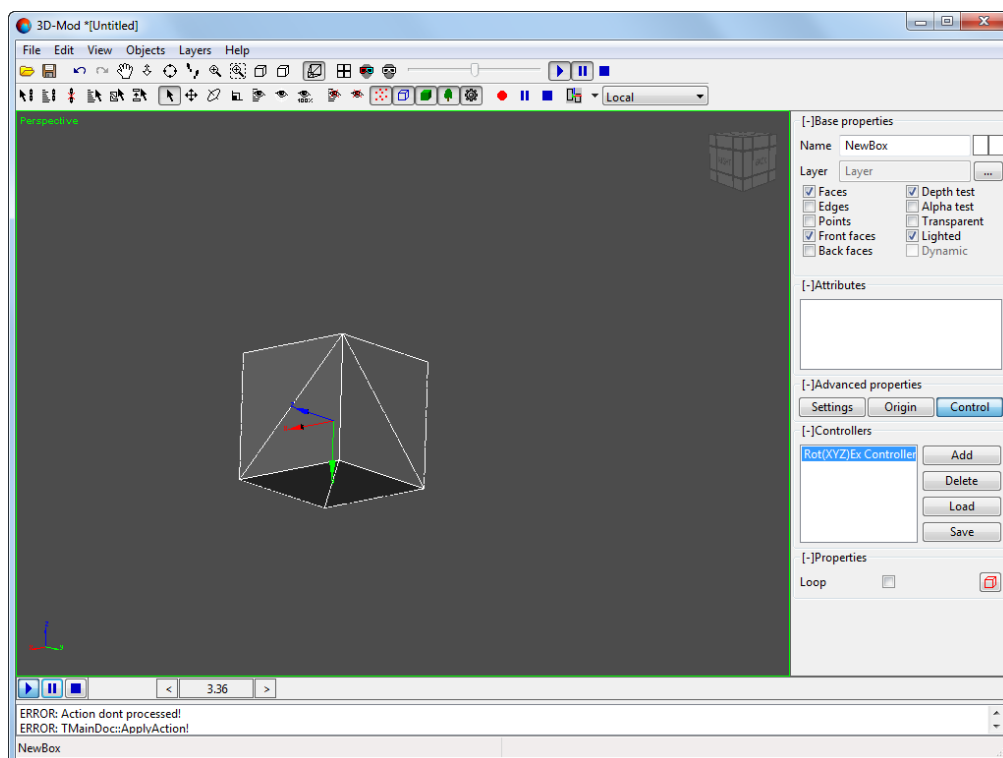 3D-Mod *[Untitled]
File Edit View Objects Layers Help
100%
Local
Perspective
[-]Base properties
Name NewBox
Layer Layer ...
Faces Depth test
Edges Alpha test
Points Transparent
Front faces Lighted
Back faces Dynamic
[-]Attributes
[-]Advanced properties
Settings Origin Control
[-]Controllers
Rot(XYZ)Ex Controller Add
Delete
Load
Save
[-]Properties
Loop
< 3.36 >
ERROR: Action dont processed!
ERROR: TMainDoc::ApplyAction!
NewBox